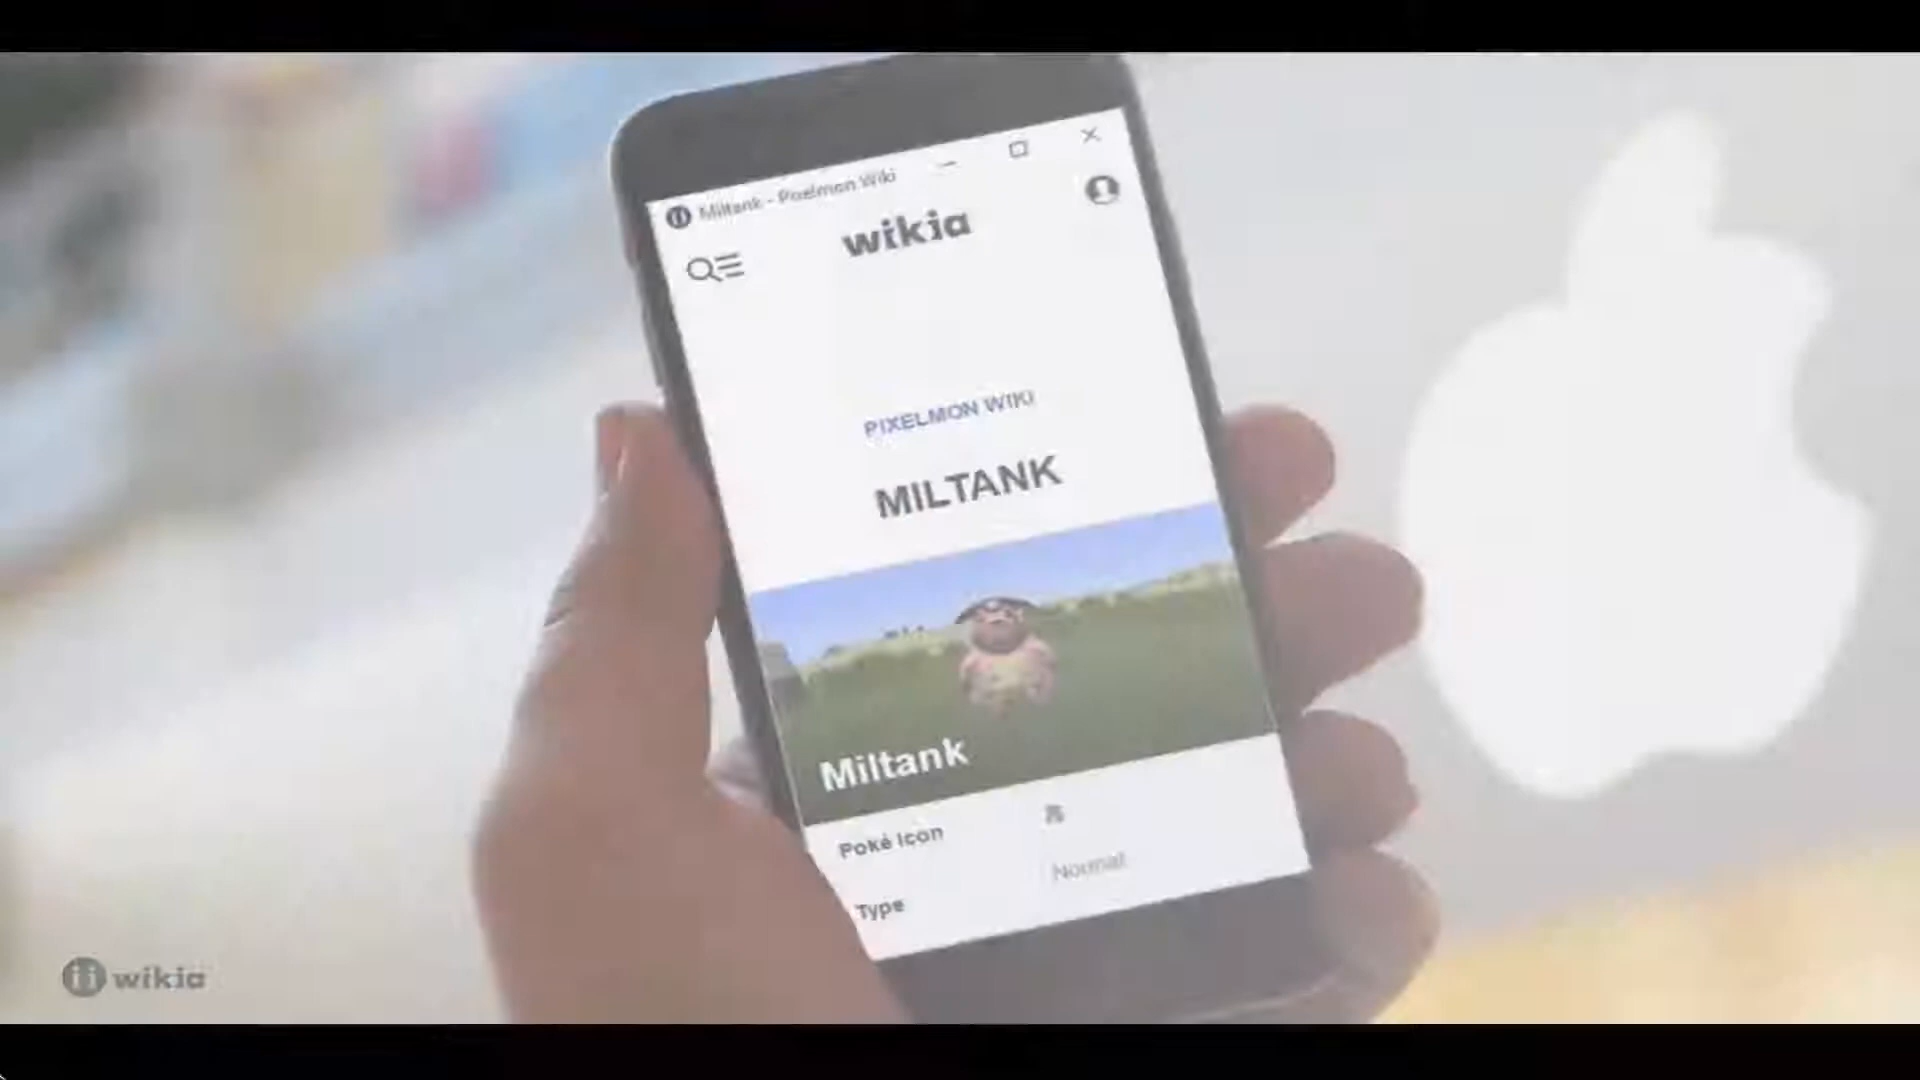 Miltank - Pixelmon Wiki
wikia
PIXELMON WIKI
MILTANK
Miltank
Poké Icon
Type
Normal
wikia